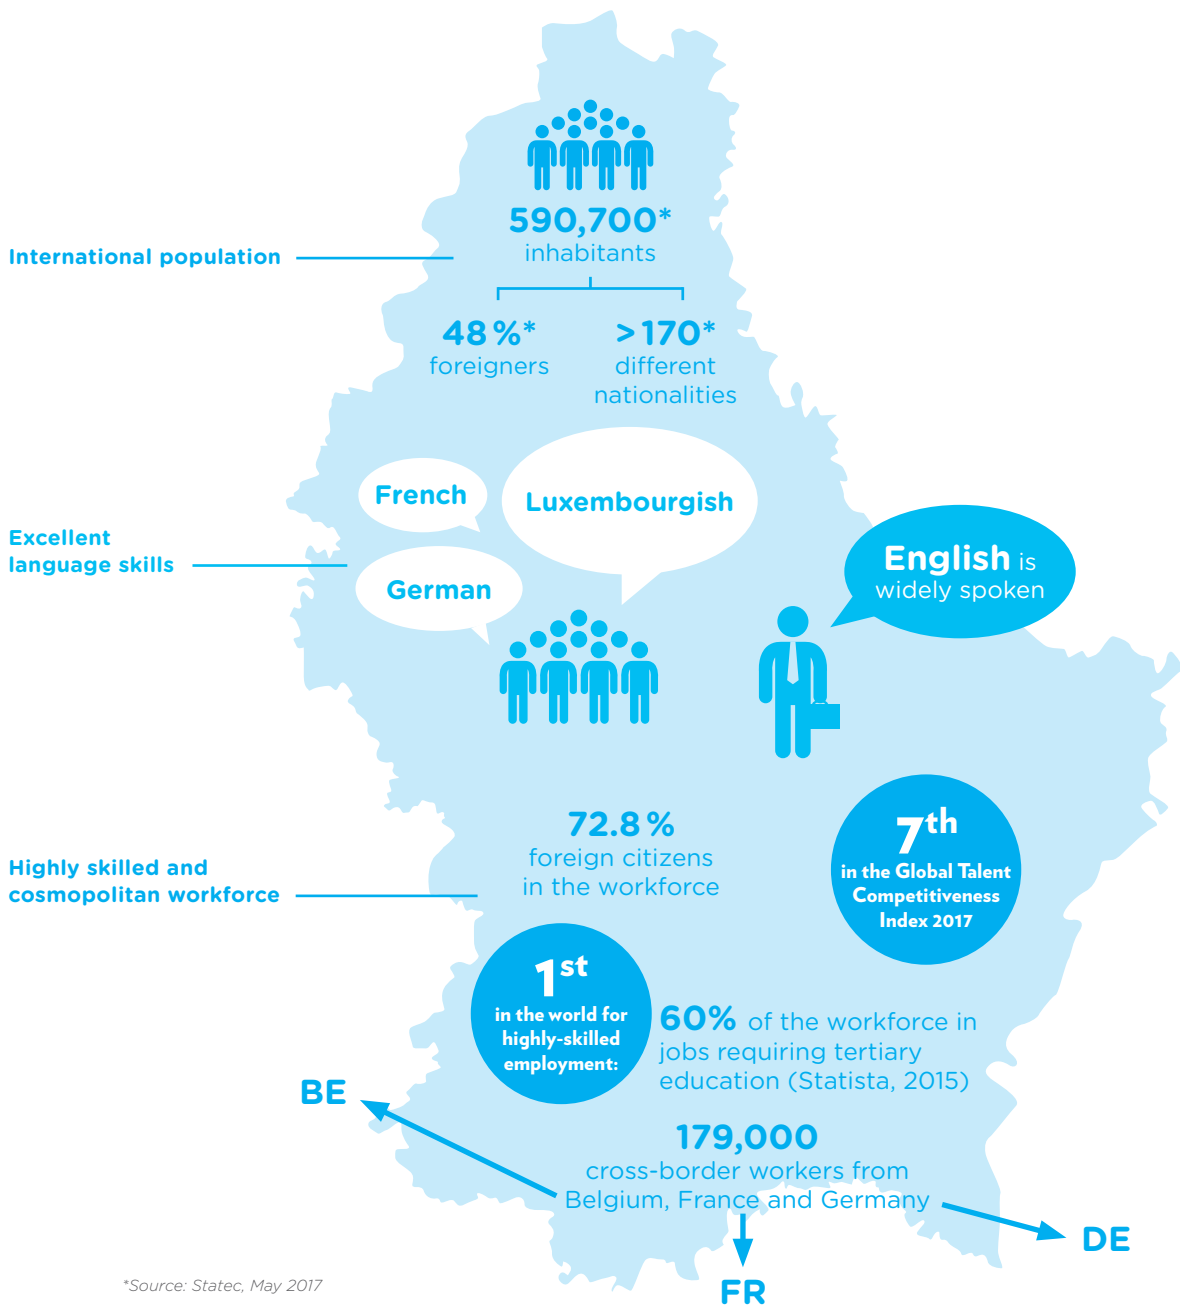 590,700*
inhabitants
International population
48 %*
foreigners
> 170*
different
nationalities
French
Luxembourgish
German
English is
widely spoken
Excellent
language skills
72.8 %
foreign citizens
in the workforce
7th
in the Global Talent
Competitiveness
Index 2017
Highly skilled and
cosmopolitan workforce
1st
in the world for
highly-skilled
employment:
60% of the workforce in
jobs requiring tertiary
education (Statista, 2015)
BE
179,000
cross-border workers from
Belgium, France and Germany
DE
FR
*Source: Statec, May 2017